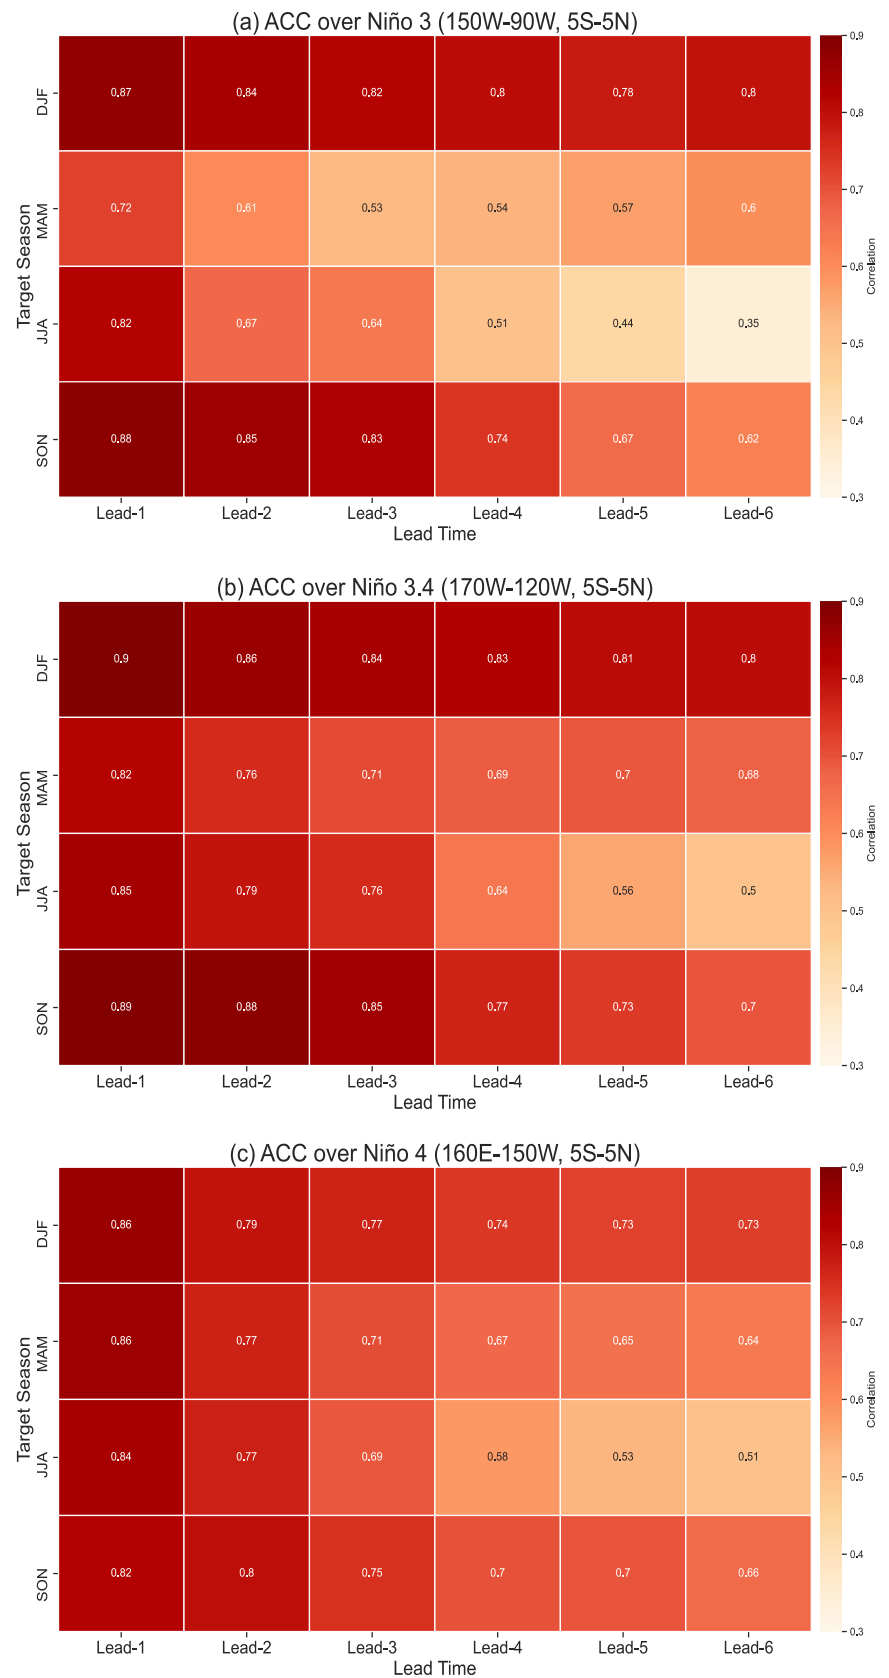 (a) ACC over Niño 3 (150W-90W, 5S-5N)
Target Season
DJF 0.87 0.84 0.82 0.8 0.78 0.8
MAM 0.72 0.61 0.53 0.54 0.57 0.6
JJA 0.82 0.67 0.64 0.51 0.44 0.35
SON 0.88 0.85 0.83 0.74 0.67 0.62
Lead-1 Lead-2 Lead-3 Lead-4 Lead-5 Lead-6
Lead Time
0.9
0.8
0.7
0.6
0.5
0.4
0.3
Correlation
(b) ACC over Niño 3.4 (170W-120W, 5S-5N)
Target Season
DJF 0.9 0.86 0.84 0.83 0.81 0.8
MAM 0.82 0.76 0.71 0.69 0.7 0.68
JJA 0.85 0.79 0.76 0.64 0.56 0.5
SON 0.89 0.88 0.85 0.77 0.73 0.7
Lead-1 Lead-2 Lead-3 Lead-4 Lead-5 Lead-6
Lead Time
0.9
0.8
0.7
0.6
0.5
0.4
0.3
Correlation
(c) ACC over Niño 4 (160E-150W, 5S-5N)
Target Season
DJF 0.86 0.79 0.77 0.74 0.73 0.73
MAM 0.86 0.77 0.71 0.67 0.65 0.64
JJA 0.84 0.77 0.69 0.58 0.53 0.51
SON 0.82 0.8 0.75 0.7 0.7 0.66
Lead-1 Lead-2 Lead-3 Lead-4 Lead-5 Lead-6
Lead Time
0.9
0.8
0.7
0.6
0.5
0.4
0.3
Correlation